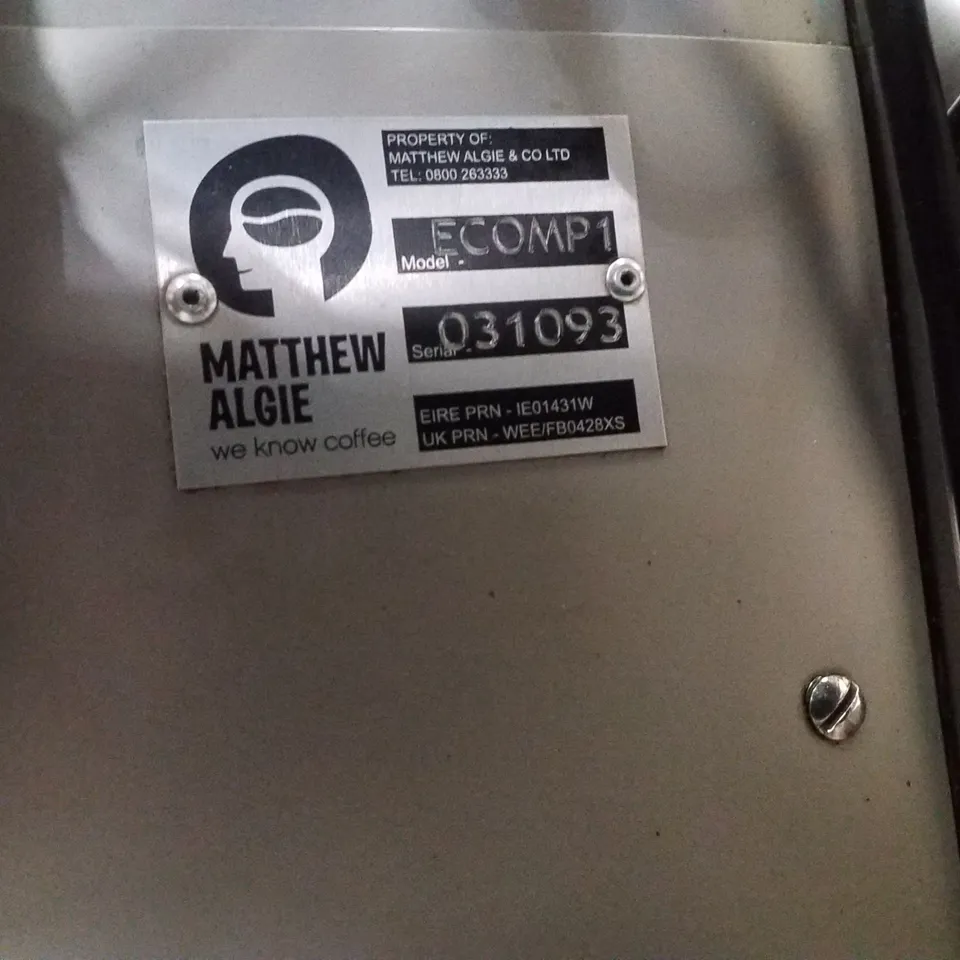 PROPERTY OF:
MATTHEW ALGIE & CO LTD
TEL: 0800 263333
Model - ECOMP1
Serial - 031093
MATTHEW
ALGIE
we know coffee
EIRE PRN - IE01431W
UK PRN - WEE/FB0428XS